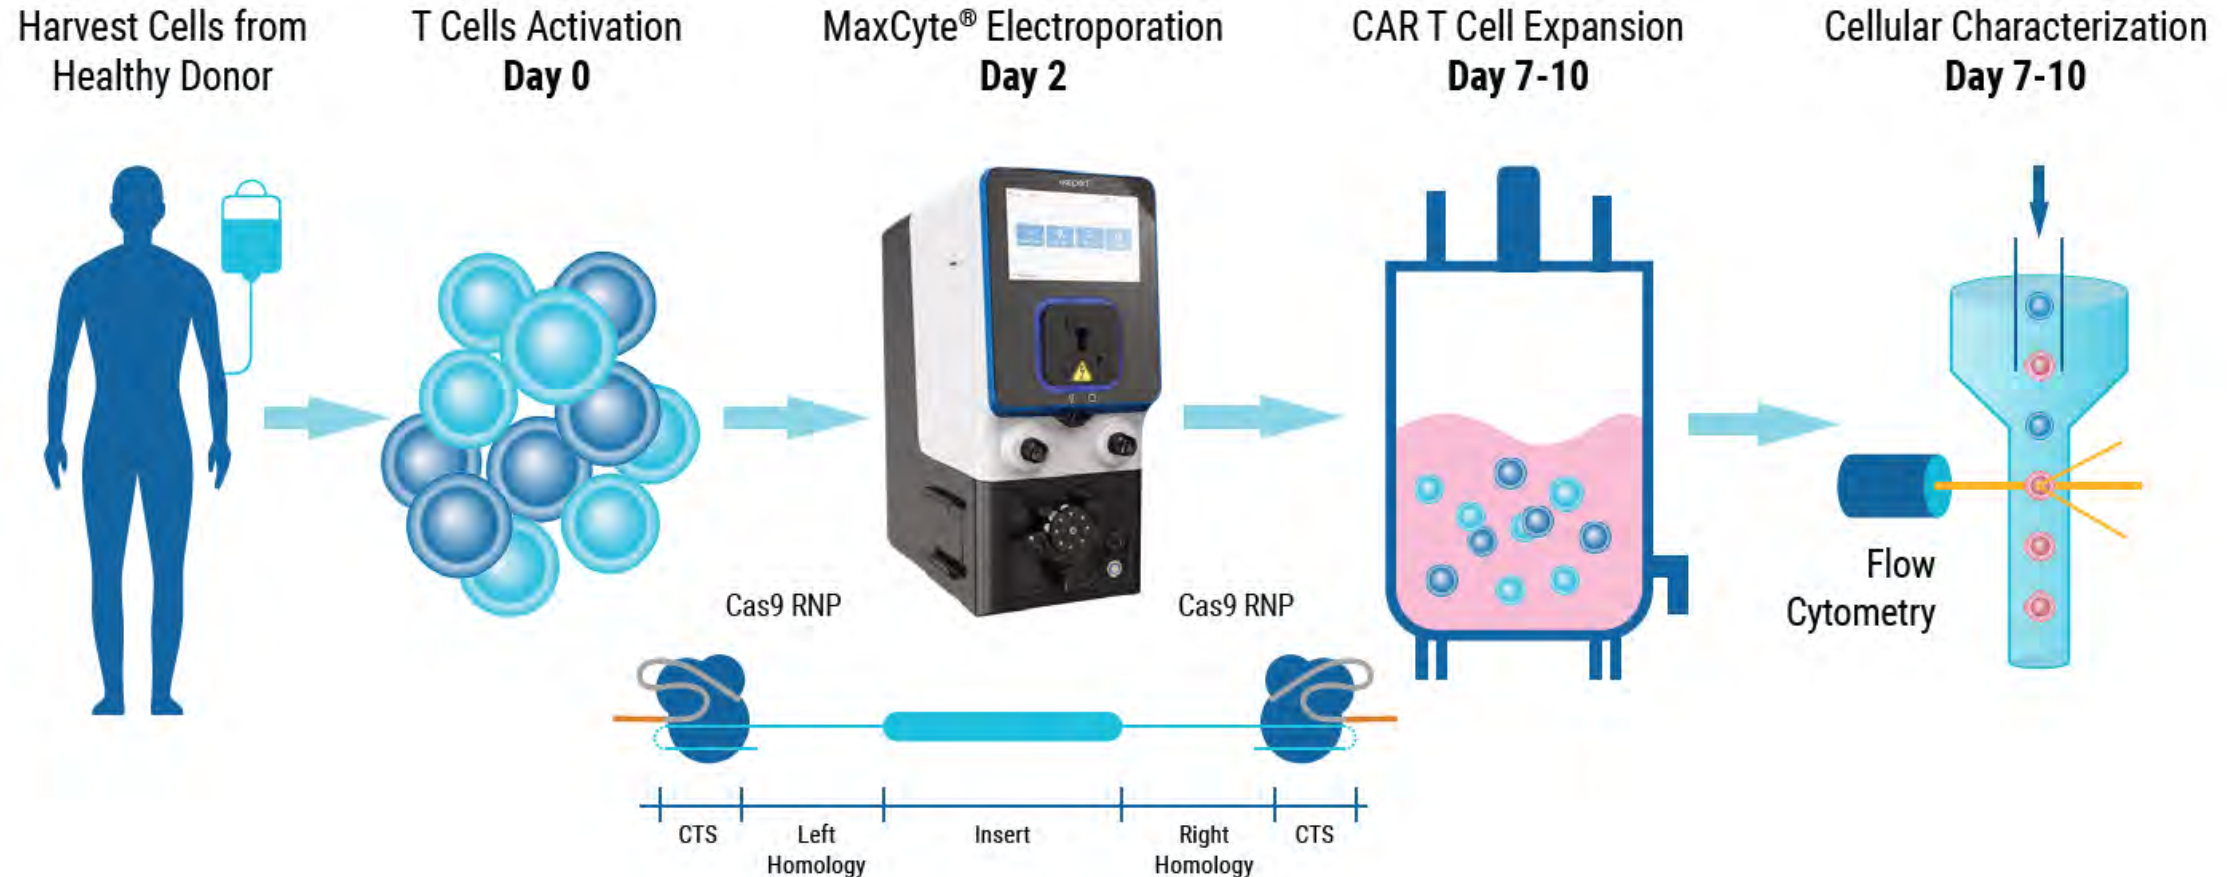 Harvest Cells from
Healthy Donor
T Cells Activation
Day 0
MaxCyte® Electroporation
Day 2
CAR T Cell Expansion
Day 7-10
Cellular Characterization
Day 7-10
Cas9 RNP
Cas9 RNP
Flow
Cytometry
CTS
Left
Homology
Insert
Right
Homology
CTS